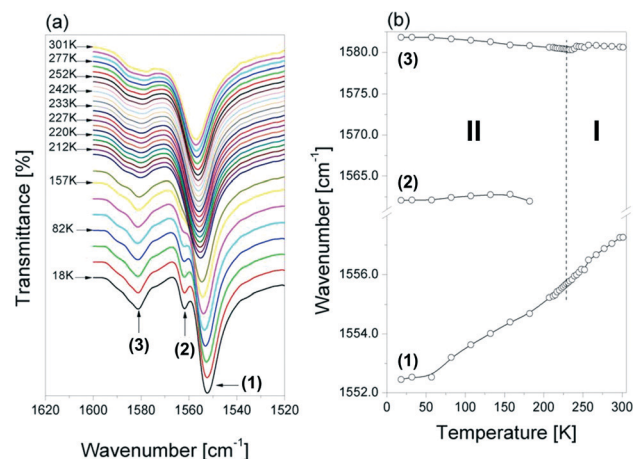 (a)
301K
277K
252K
242K
233K
227K
220K
212K
157K
82K
18K
(3)
(2)
(1)
1620 1600 1580 1560 1540 1520
Wavenumber [cm-1]
Transmittance [%]
(b)
1580.0
1575.0
1570.0
1565.0
1556.0
1554.0
1552.0
(3)
II
I
(2)
(1)
0 50 100 150 200 250 300
Temperature [K]
Wavenumber [cm-1]